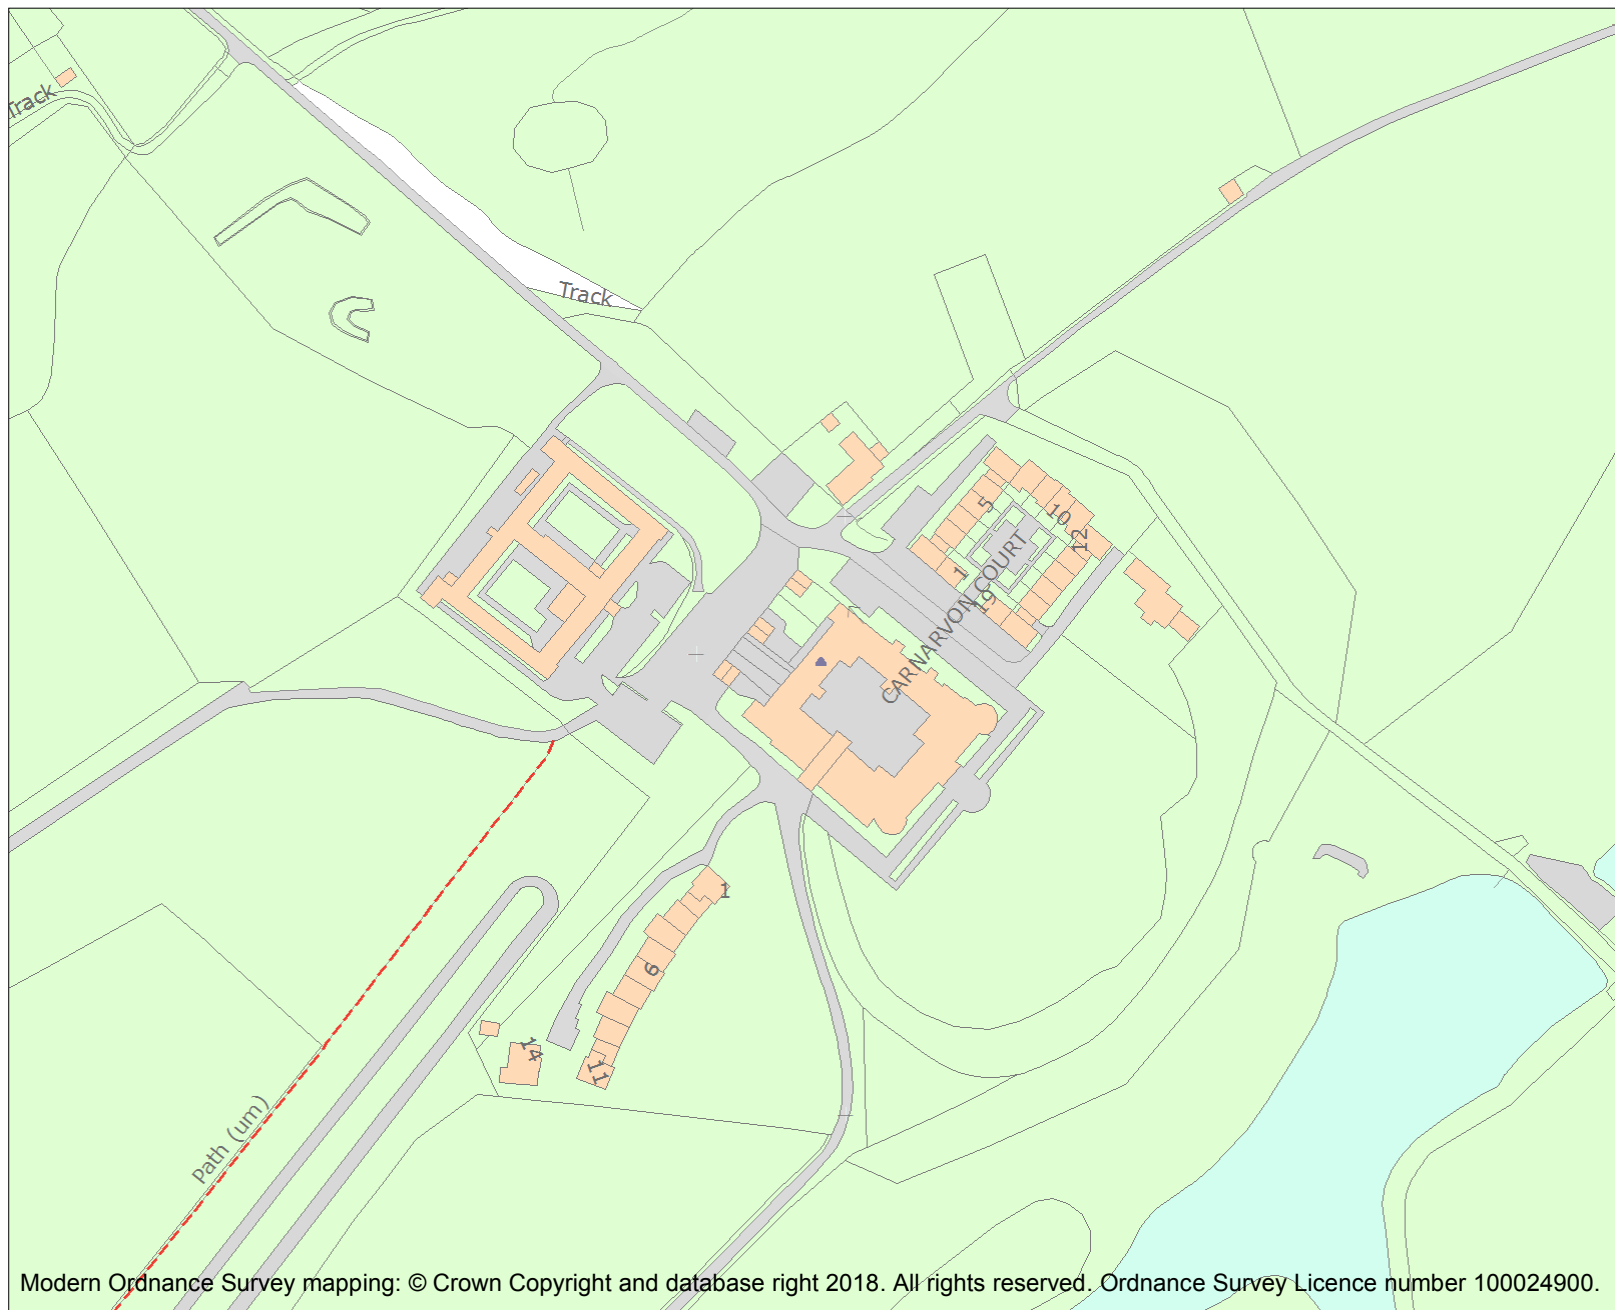 Track
Track
5
10
12
1
CARNARVON COURT
19
1
6
14
11
Path (um)
Modern Ordnance Survey mapping: © Crown Copyright and database right 2018. All rights reserved. Ordnance Survey Licence number 100024900.